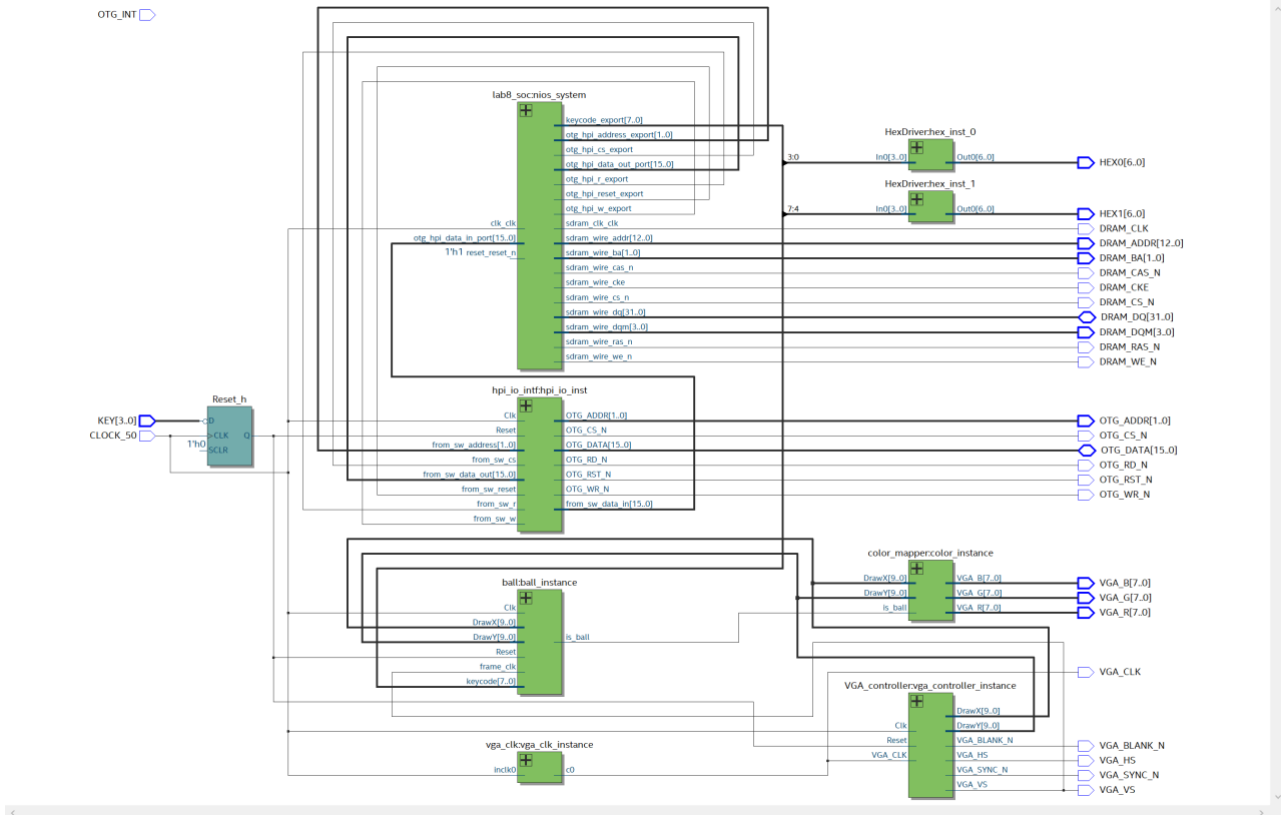 OTG_INT
lab8_soc:nios_system
keycode_export[7..0]
otg_hpi_address_export[1..0]
otg_hpi_cs_export
otg_hpi_data_out_port[15..0]
otg_hpi_r_export
otg_hpi_reset_export
otg_hpi_w_export
clk_clk
sdram_clk_clk
otg_hpi_data_in_port[15..0]
sdram_wire_addr[12..0]
1'h1 reset_reset_n
sdram_wire_ba[1..0]
sdram_wire_cas_n
sdram_wire_cke
sdram_wire_cs_n
sdram_wire_dq[31..0]
sdram_wire_dqm[3..0]
sdram_wire_ras_n
sdram_wire_we_n
HexDriver:hex_inst_0
3:0
In0[3..0]
Out0[6..0]
HEX0[6..0]
HexDriver:hex_inst_1
7:4
In0[3..0]
Out0[6..0]
HEX1[6..0]
DRAM_CLK
DRAM_ADDR[12..0]
DRAM_BA[1..0]
DRAM_CAS_N
DRAM_CKE
DRAM_CS_N
DRAM_DQ[31..0]
DRAM_DQM[3..0]
DRAM_RAS_N
DRAM_WE_N
Reset_h
KEY[3..0]
D
CLOCK_50
CLK
Q
1'h0
SCLR
hpi_io_intf:hpi_io_inst
Clk
Reset
from_sw_address[1..0]
from_sw_cs
from_sw_data_out[15..0]
from_sw_reset
from_sw_r
from_sw_w
OTG_ADDR[1..0]
OTG_CS_N
OTG_DATA[15..0]
OTG_RD_N
OTG_RST_N
OTG_WR_N
from_sw_data_in[15..0]
OTG_ADDR[1..0]
OTG_CS_N
OTG_DATA[15..0]
OTG_RD_N
OTG_RST_N
OTG_WR_N
color_mapper:color_instance
DrawX[9..0]
DrawY[9..0]
is_ball
VGA_B[7..0]
VGA_G[7..0]
VGA_R[7..0]
VGA_B[7..0]
VGA_G[7..0]
VGA_R[7..0]
ball:ball_instance
Clk
DrawX[9..0]
DrawY[9..0]
Reset
frame_clk
keycode[7..0]
is_ball
VGA_CLK
VGA_controller:vga_controller_instance
Clk
Reset
VGA_CLK
DrawX[9..0]
DrawY[9..0]
VGA_BLANK_N
VGA_HS
VGA_SYNC_N
VGA_VS
VGA_BLANK_N
VGA_HS
VGA_SYNC_N
VGA_VS
vga_clk:vga_clk_instance
inclk0
c0